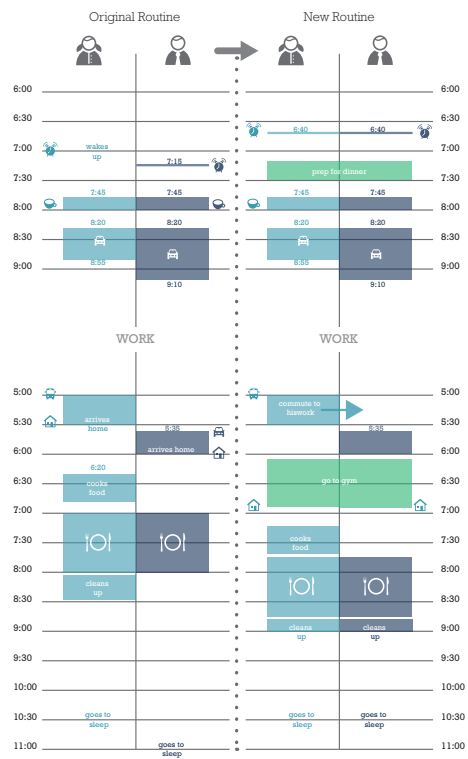 Original Routine
New Routine
6:00
6:00
6:30
6:30
6:40
6:40
wakes
up
7:00
7:00
7:15
prep for dinner
7:30
7:30
7:45
7:45
7:45
7:45
8:00
8:00
8:20
8:20
8:20
8:20
8:30
8:30
8:55
8:55
9:00
9:00
9:10
9:10
WORK
WORK
5:00
5:00
commute to
hiswork
arrives
home
5:30
5:30
5:35
5:35
arrives home
6:00
6:00
6:20
cooks
food
go to gym
6:30
6:30
7:00
7:00
7:30
7:30
cooks
food
8:00
8:00
cleans
up
8:30
8:30
9:00
9:00
cleans
up
cleans
up
9:30
9:30
10:00
10:00
10:30
10:30
goes to
sleep
goes to
sleep
goes to
sleep
11:00
11:00
goes to
sleep